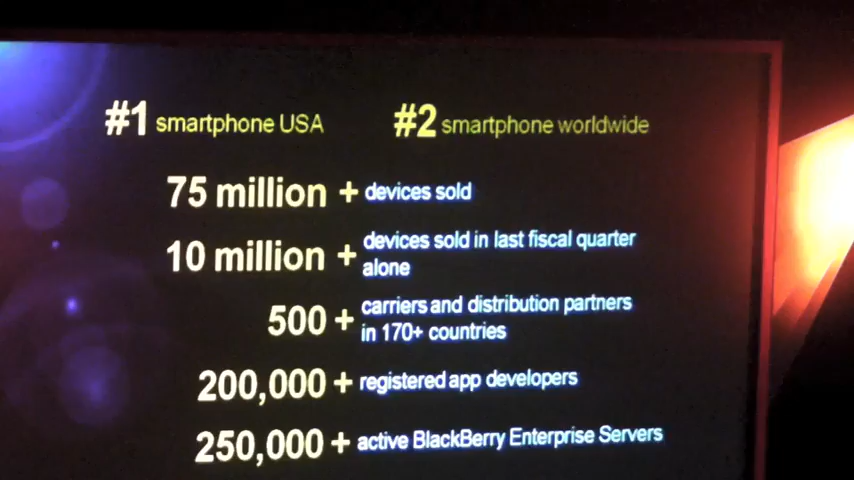 #1 smartphone USA #2 smartphone worldwide
75 million + devices sold
10 million + devices sold in last fiscal quarter
alone
500 + carriers and distribution partners
in 170+ countries
200,000 + registered app developers
250,000 + active BlackBerry Enterprise Servers